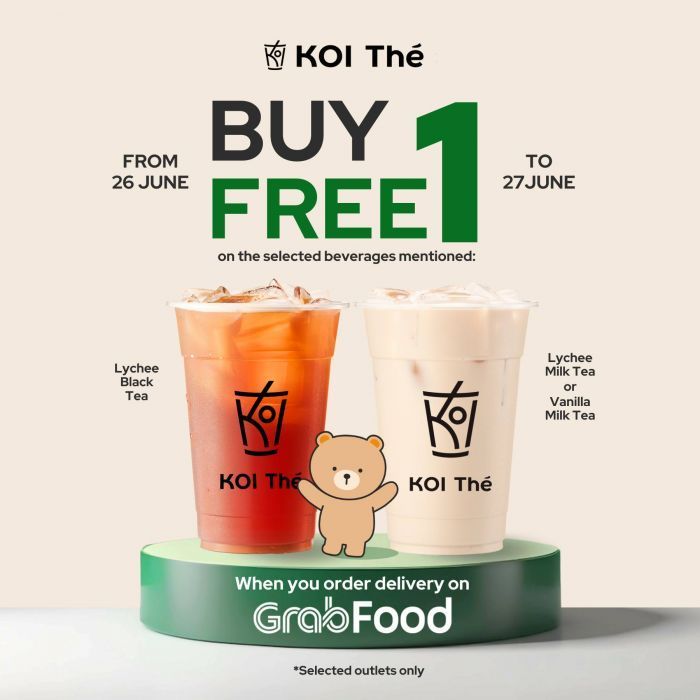 KOI Thé
BUY 1
FREE
FROM
26 JUNE
TO
27JUNE
on the selected beverages mentioned:
Lychee
Black
Tea
Lychee
Milk Tea
or
Vanilla
Milk Tea
KOI
KOI Thé
KOI
KOI Thé
When you order delivery on
GrabFood
*Selected outlets only